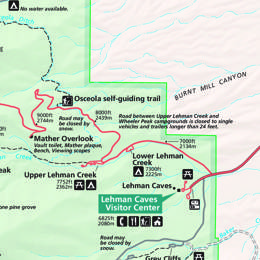 No water available.
BURNT MILL CANYON
Osceola self-guiding trail
9000ft
2744m
8000ft
2439m
Road may be
closed by
snow.
Mather Overlook
Vault toilet, Mather plaque,
Bench, Viewing scopes
Road between Upper Lehman Creek and
Wheeler Peak campgrounds is closed to single
vehicles and trailers longer than 24 feet.
7000ft
2134m
Lower Lehman
Creek
7300ft
2225m
Upper Lehman Creek
7752ft
2362m
Lehman Caves
Lehman Caves
Visitor Center
6825ft
2080m
eak
one pine grove
Road may be
closed by
snow.
Grey Cliffs